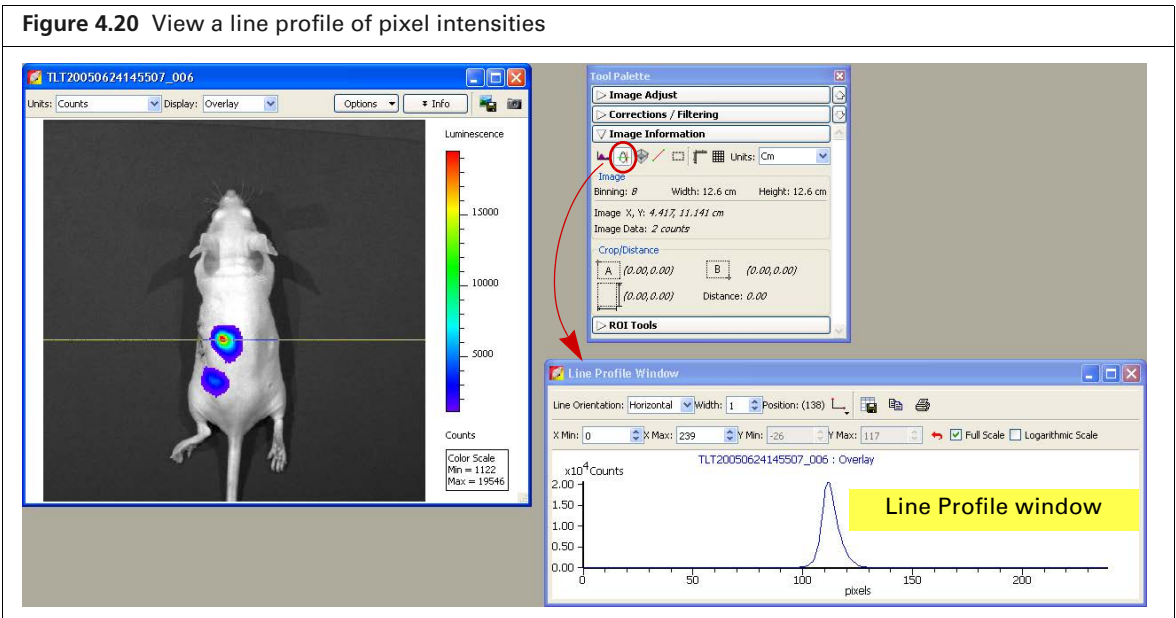 Figure 4.20 View a line profile of pixel intensities
TLT20050624145507_006
Units: Counts Display: Overlay Options Info
Luminescence
15000
10000
5000
Counts
Color Scale
Min = 1122
Max = 19546
Tool Palette
Image Adjust
Corrections / Filtering
Image Information
Units: Cm
Image
Binning: 8 Width: 12.6 cm Height: 12.6 cm
Image X, Y: 4.417, 11.141 cm
Image Data: 2 counts
Crop/Distance
A (0.00,0.00) B (0.00,0.00)
(0.00,0.00) Distance: 0.00
ROI Tools
Line Profile Window
Line Orientation: Horizontal Width: 1 Position: (138)
X Min: 0 X Max: 239 Y Min: -26 Y Max: 117 Full Scale Logarithmic Scale
TLT20050624145507_006 : Overlay
x10^4 Counts
2.00
1.50
1.00
0.50
0.00
0 50 100 150 200
pixels
Line Profile window